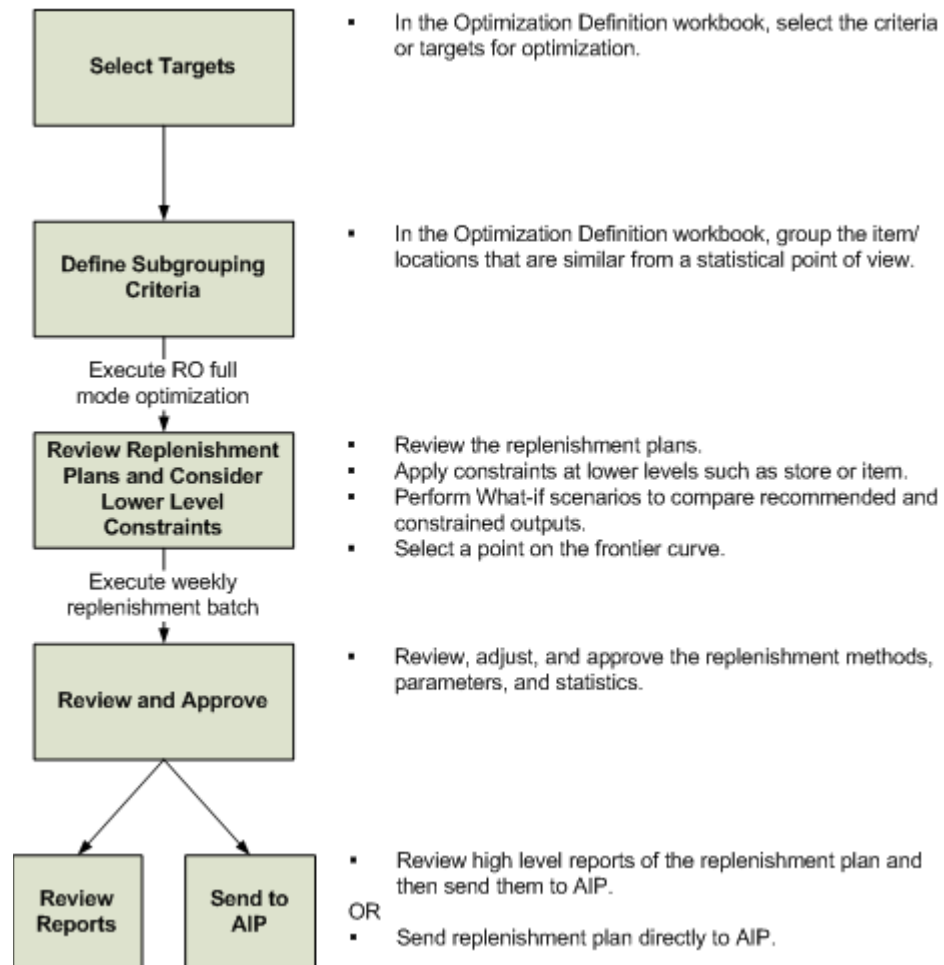 Select Targets
▪ In the Optimization Definition workbook, select the criteria
or targets for optimization.
Define Subgrouping
Criteria
▪ In the Optimization Definition workbook, group the item/
locations that are similar from a statistical point of view.
Execute RO full
mode optimization
Review Replenishment
Plans and Consider
Lower Level
Constraints
▪ Review the replenishment plans.
▪ Apply constraints at lower levels such as store or item.
▪ Perform What-if scenarios to compare recommended and
constrained outputs.
▪ Select a point on the frontier curve.
Execute weekly
replenishment batch
Review and Approve
▪ Review, adjust, and approve the replenishment methods,
parameters, and statistics.
Review
Reports
Send to
AIP
▪ Review high level reports of the replenishment plan and
then send them to AIP.
OR
▪ Send replenishment plan directly to AIP.